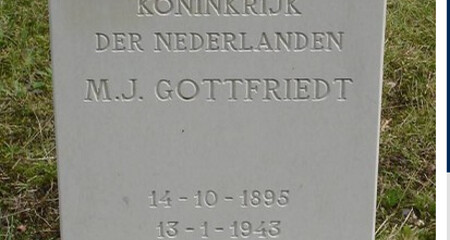 KONINKRIJK
DER NEDERLANDEN
M.J. GOTTFRIEDT
14-10-1895
13-1-1943